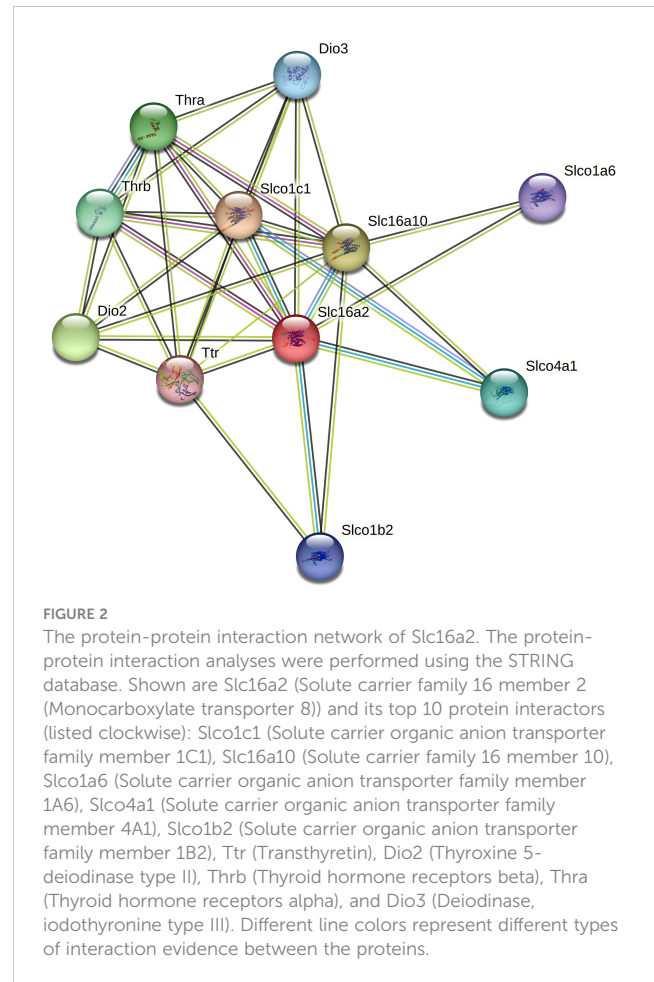 Dio3
Thra
Slco1a6
Thrb
Slco1c1
Slc16a10
Dio2
Slc16a2
Ttr
Slco4a1
Slco1b2
FIGURE 2
The protein-protein interaction network of Slc16a2. The protein-
protein interaction analyses were performed using the STRING
database. Shown are Slc16a2 (Solute carrier family 16 member 2
(Monocarboxylate transporter 8)) and its top 10 protein interactors
(listed clockwise): Slco1c1 (Solute carrier organic anion transporter
family member 1C1), Slc16a10 (Solute carrier family 16 member 10),
Slco1a6 (Solute carrier organic anion transporter family member
1A6), Slco4a1 (Solute carrier organic anion transporter family
member 4A1), Slco1b2 (Solute carrier organic anion transporter
family member 1B2), Ttr (Transthyretin), Dio2 (Thyroxine 5-
deiodinase type II), Thrb (Thyroid hormone receptors beta), Thra
(Thyroid hormone receptors alpha), and Dio3 (Deiodinase,
iodothyronine type III). Different line colors represent different types
of interaction evidence between the proteins.